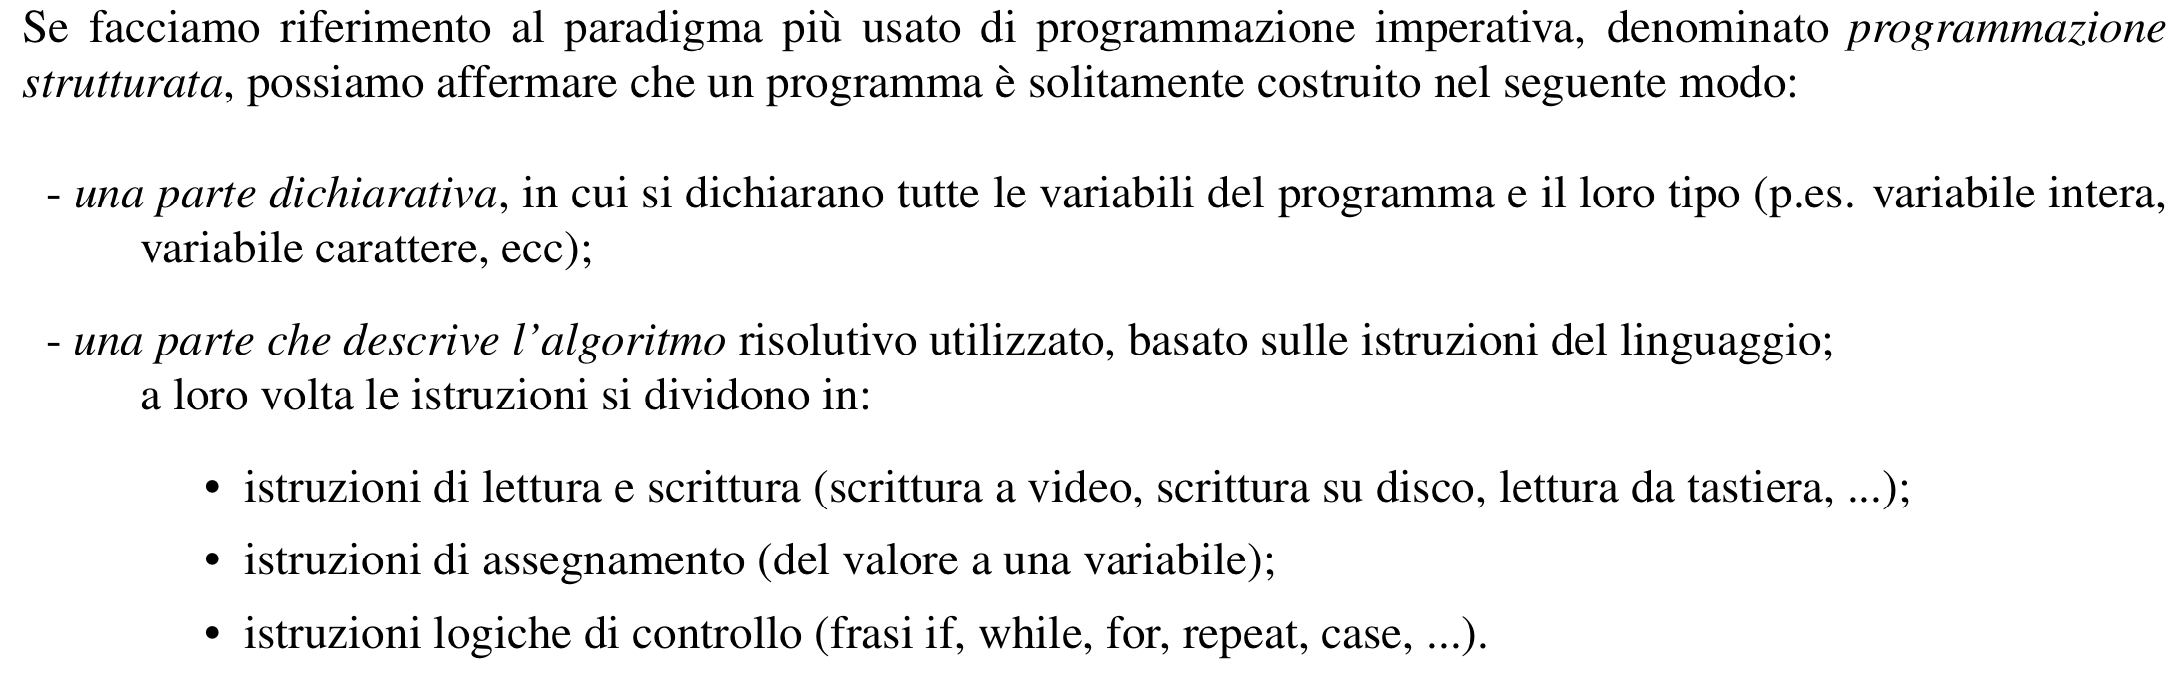 Se facciamo riferimento al paradigma più usato di programmazione imperativa, denominato programmazione
strutturata, possiamo affermare che un programma è solitamente costruito nel seguente modo:
- una parte dichiarativa, in cui si dichiarano tutte le variabili del programma e il loro tipo (p.es. variabile intera,
variabile carattere, ecc);
- una parte che descrive l'algoritmo risolutivo utilizzato, basato sulle istruzioni del linguaggio;
a loro volta le istruzioni si dividono in:
• istruzioni di lettura e scrittura (scrittura a video, scrittura su disco, lettura da tastiera, ...);
• istruzioni di assegnamento (del valore a una variabile);
• istruzioni logiche di controllo (frasi if, while, for, repeat, case, ...).